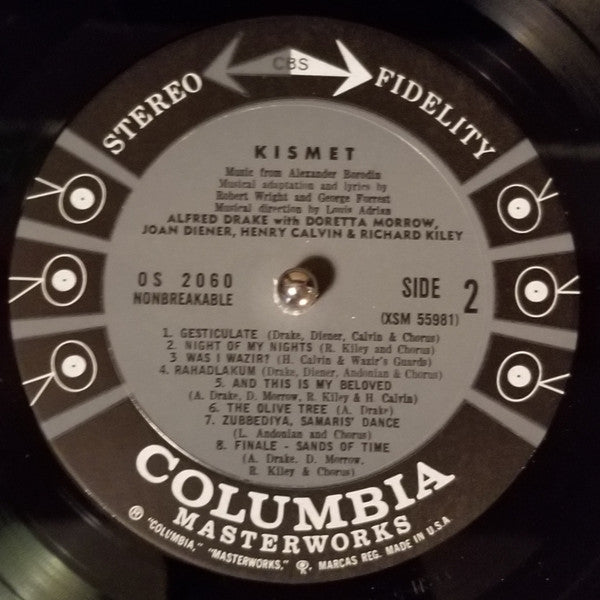 CBS
STEREO FIDELITY
KISMET
Music from Alexander Borodin
Musical adaptation and lyrics by
Robert Wright and George Forrest
Musical direction by Louis Adrian
ALFRED DRAKE with DORETTA MORROW,
JOAN DIENER, HENRY CALVIN & RICHARD KILEY
OS 2060
NONBREAKABLE
SIDE 2
(XSM 55981)
1. GESTICULATE (Drake, Diener, Calvin & Chorus)
2. NIGHT OF MY NIGHTS (R. Kiley and Chorus)
3 WAS I WAZIR? (H. Calvin & Wazir's Guards)
4. RAHADLAKUM (Drake, Diener, Andonian & Chorus)
5. AND THIS IS MY BELOVED
(A. Drake, D. Morrow, R. Kiley & H. Calvin)
6. THE OLIVE TREE (A. Drake)
7. ZUBBEDIYA, SAMARIS' DANCE
(L. Andonian and Chorus)
8. FINALE - SANDS OF TIME
(A. Drake, D. Morrow,
R. Kiley & Chorus)
COLUMBIA
MASTERWORKS
Ⓗ "COLUMBIA," "MASTERWORKS," MARCAS REG. MADE IN U.S.A.